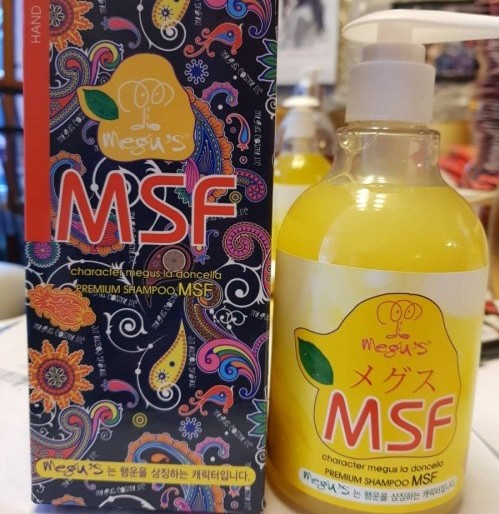 HAND
megu's
MSF
character megus la doncella
PREMIUM SHAMPOO MSF
megu's 는 행운을 상징하는 캐릭터입니다.
megu's
メグス
MSF
character megus la doncella
PREMIUM SHAMPOO MSF
megu's 는 행운을 상징하는 캐릭터입니다.